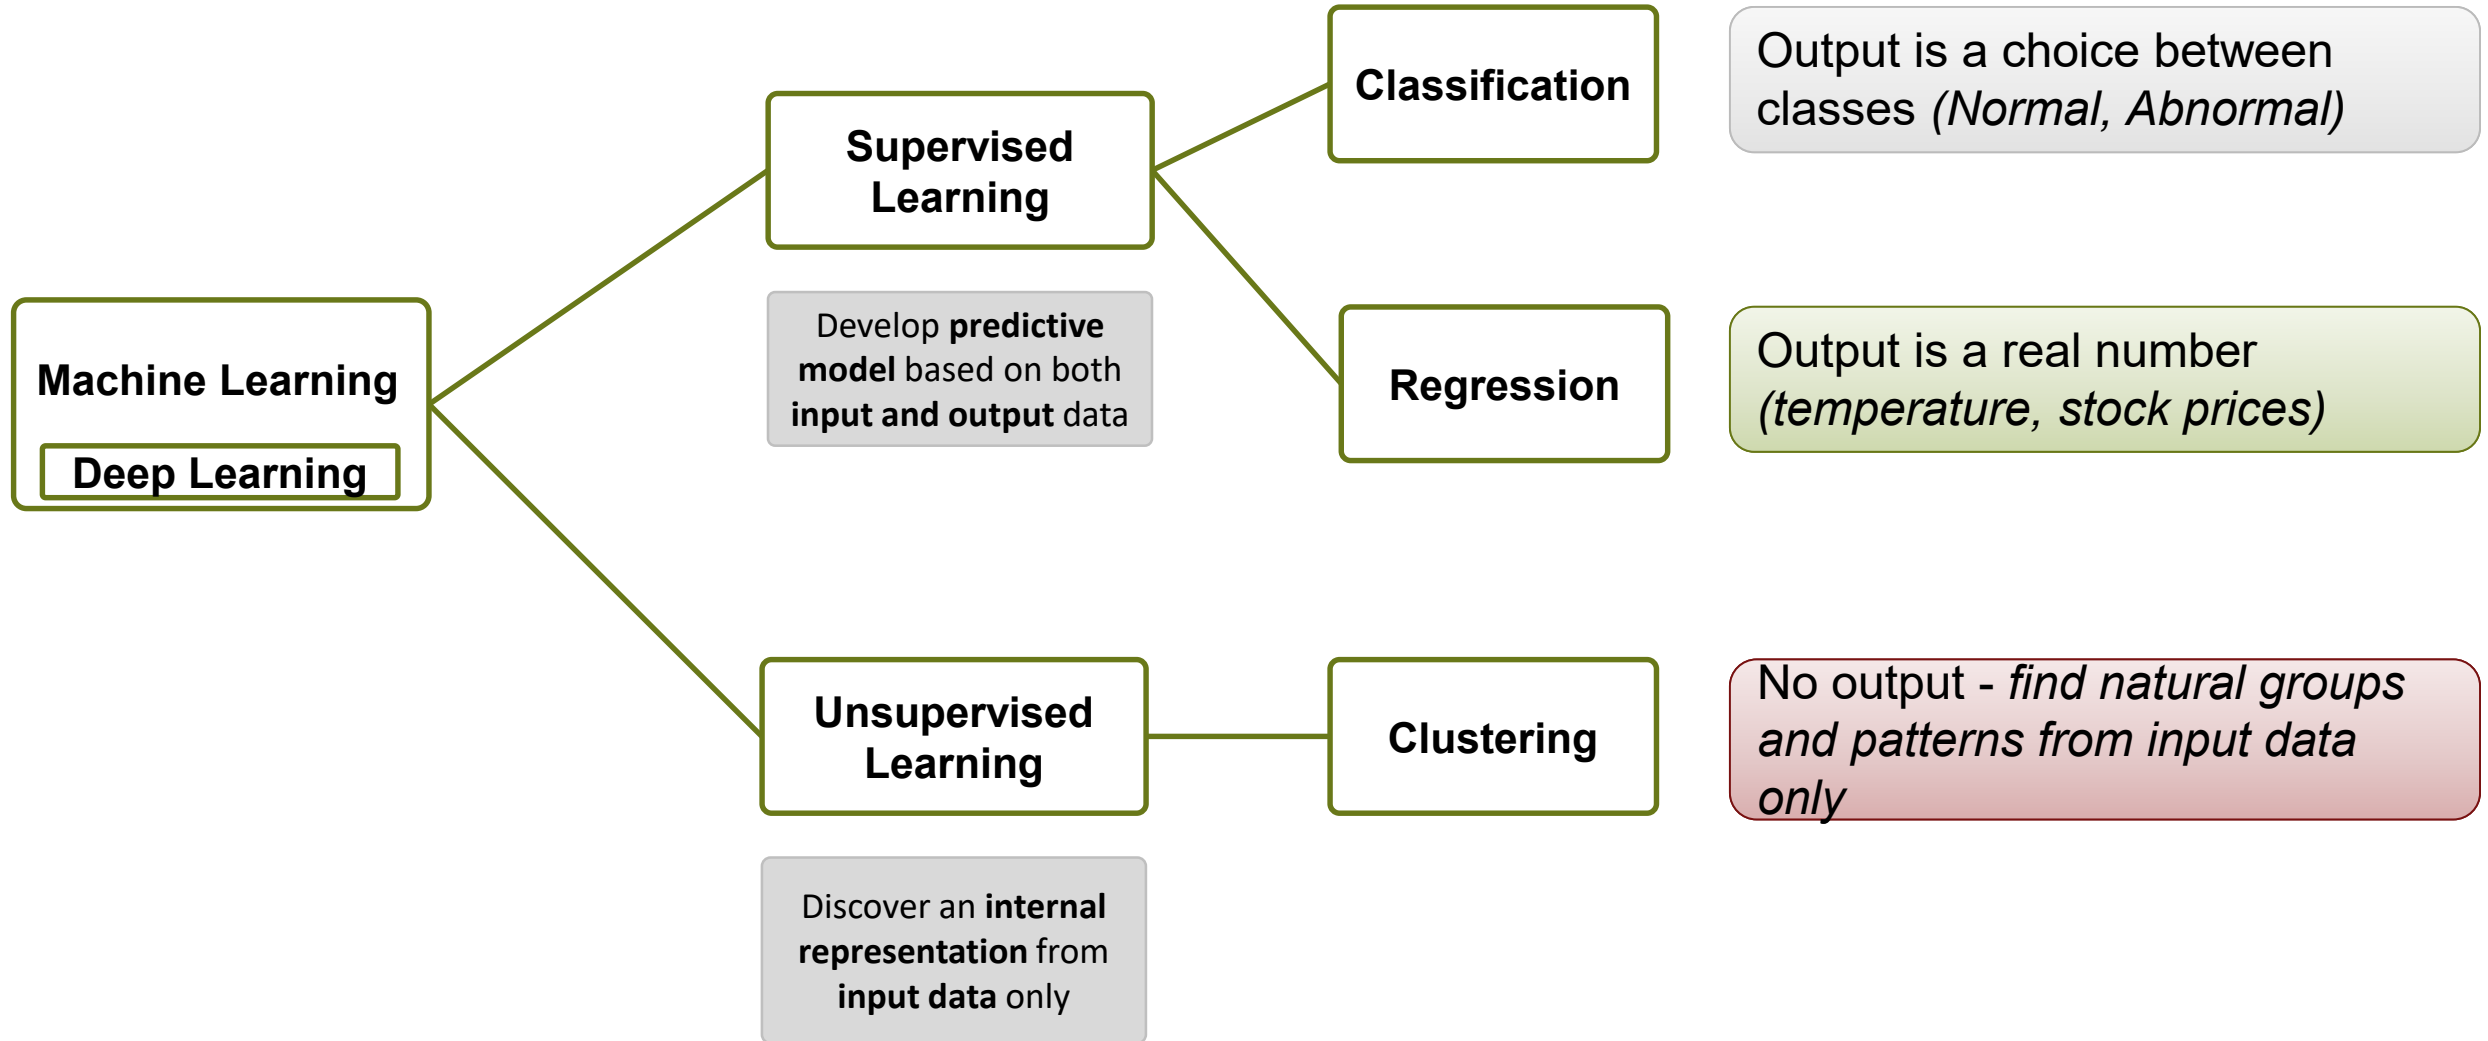 Machine Learning
Deep Learning
Supervised
Learning
Develop predictive
model based on both
input and output data
Classification
Output is a choice between
classes (Normal, Abnormal)
Regression
Output is a real number
(temperature, stock prices)
Unsupervised
Learning
Discover an internal
representation from
input data only
Clustering
No output - find natural groups
and patterns from input data
only